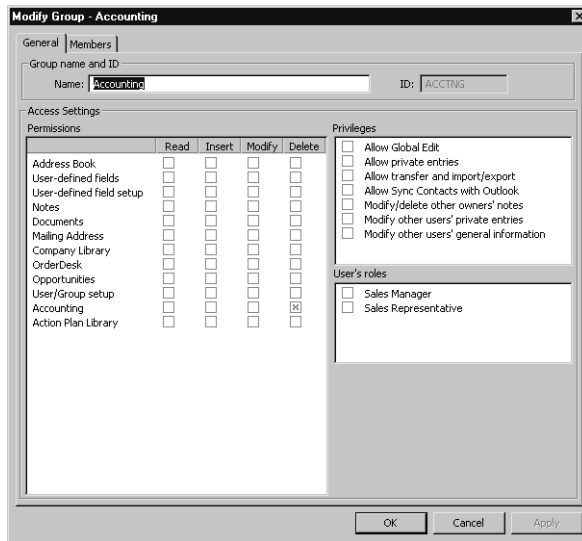 Modify Group - Accounting
General Members
Group name and ID
Name: Accounting ID: ACCTNG
Access Settings
Permissions
Read Insert Modify Delete
Address Book
User-defined fields
User-defined field setup
Notes
Documents
Mailing Address
Company Library
OrderDesk
Opportunities
User/Group setup
Accounting
Action Plan Library
Privileges
Allow Global Edit
Allow private entries
Allow transfer and import/export
Allow Sync Contacts with Outlook
Modify/delete other owners' notes
Modify other users' private entries
Modify other users' general information
User's roles
Sales Manager
Sales Representative
OK Cancel Apply